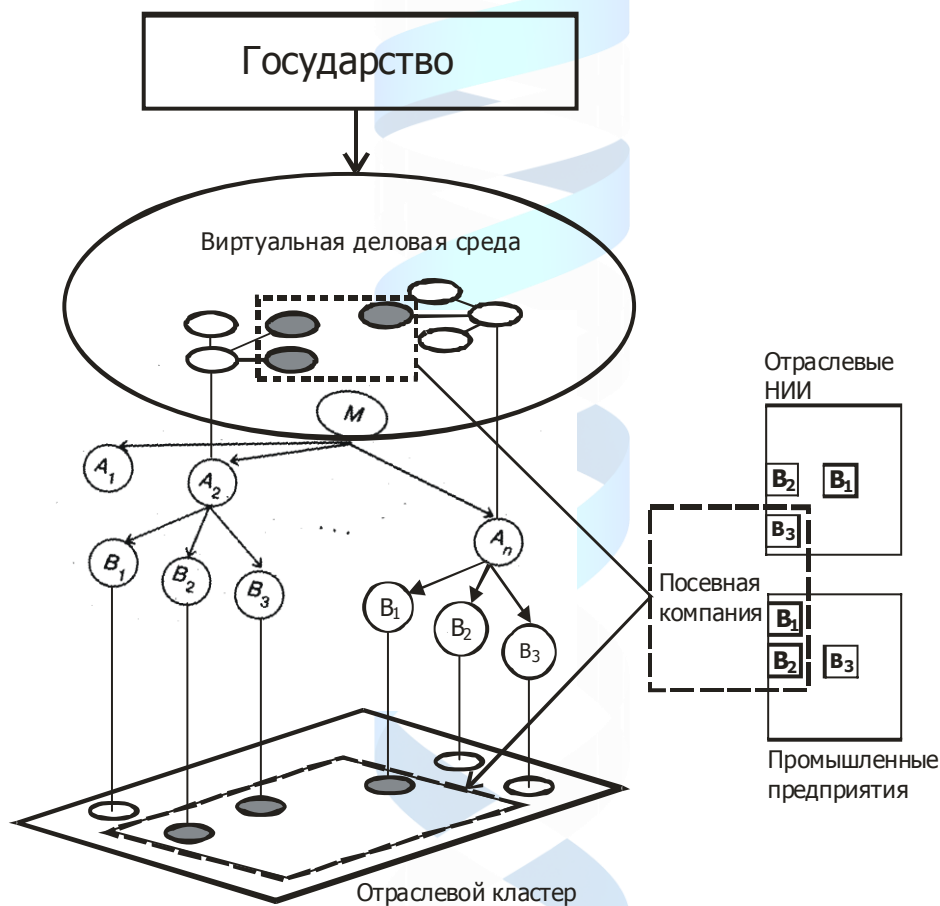 Государство
Виртуальная деловая среда
M
A1
A2
An
...
B1
B2
B3
B1
B2
B3
Отраслевой кластер
Отраслевые
НИИ
B2
B1
B3
Посевная
компания
B1
B2
B3
Промышленные
предприятия